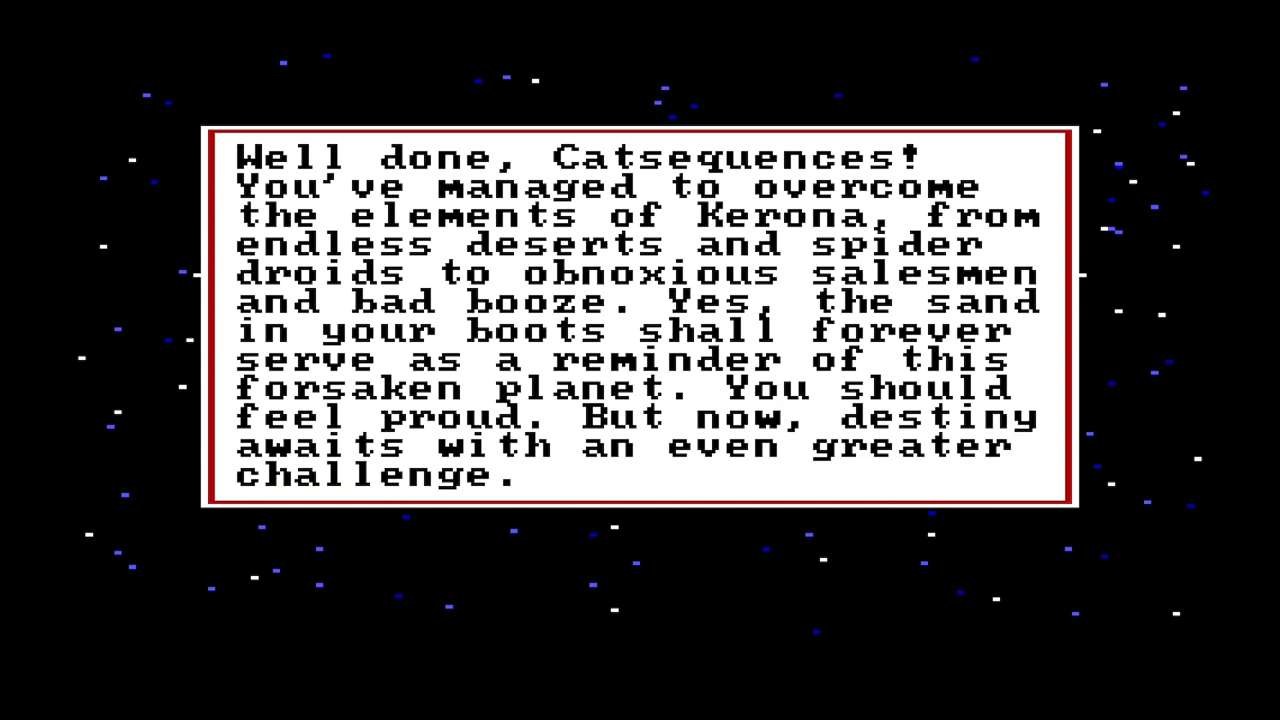 Well done, Catsequences!
You've managed to overcome
the elements of Kerona, from
endless deserts and spider
droids to obnoxious salesmen
and bad booze. Yes, the sand
in your boots shall forever
serve as a reminder of this
forsaken planet. You should
feel proud. But now, destiny
awaits with an even greater
challenge.